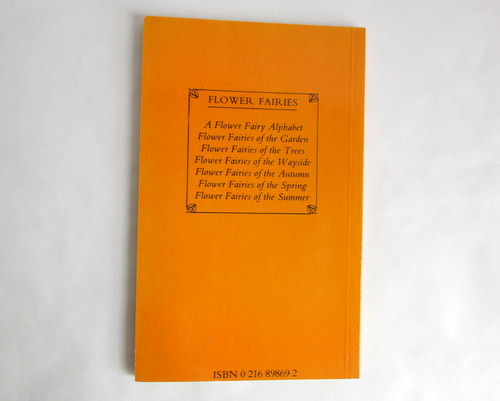 FLOWER FAIRIES
A Flower Fairy Alphabet
Flower Fairies of the Garden
Flower Fairies of the Trees
Flower Fairies of the Wayside
Flower Fairies of the Autumn
Flower Fairies of the Spring
Flower Fairies of the Summer
ISBN 0 216 89869 2